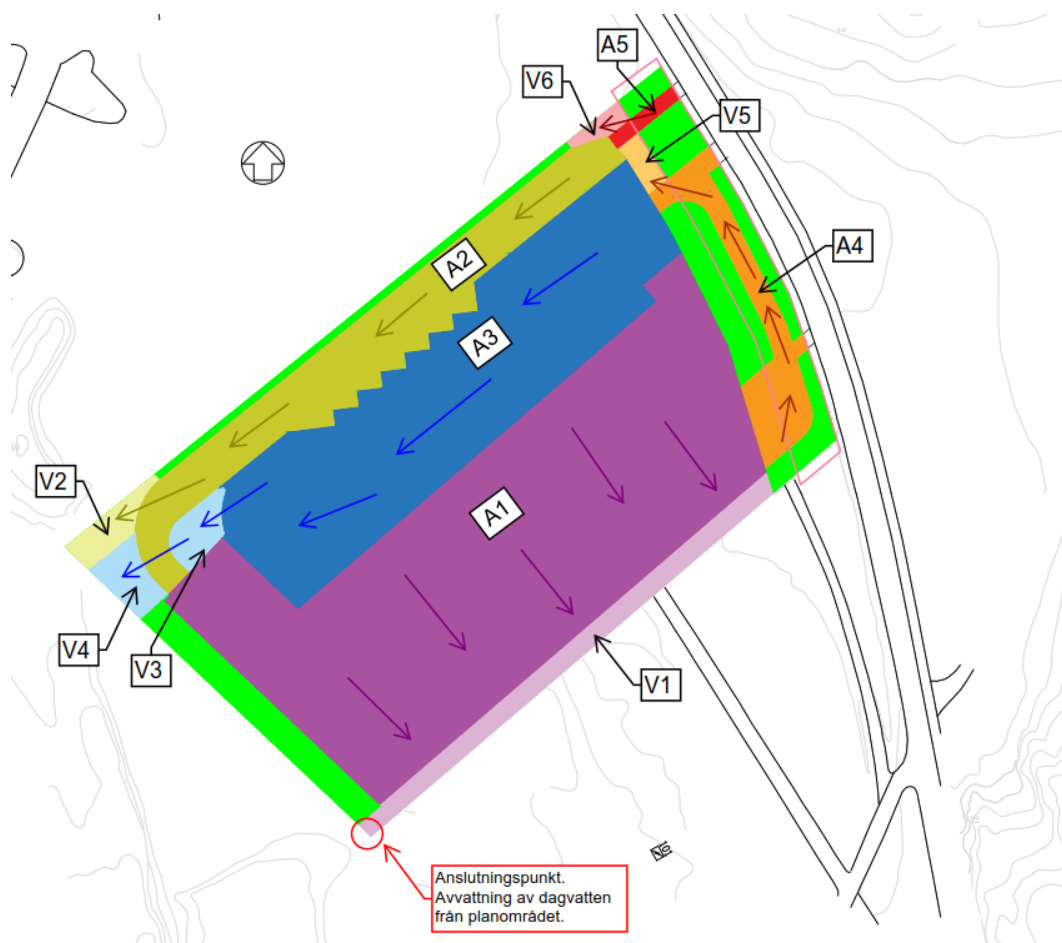 A5
V6
V5
A4
A2
A3
V2
A1
V4
V3
V1
Anslutningspunkt.
Avvattning av dagvatten
från planområdet.